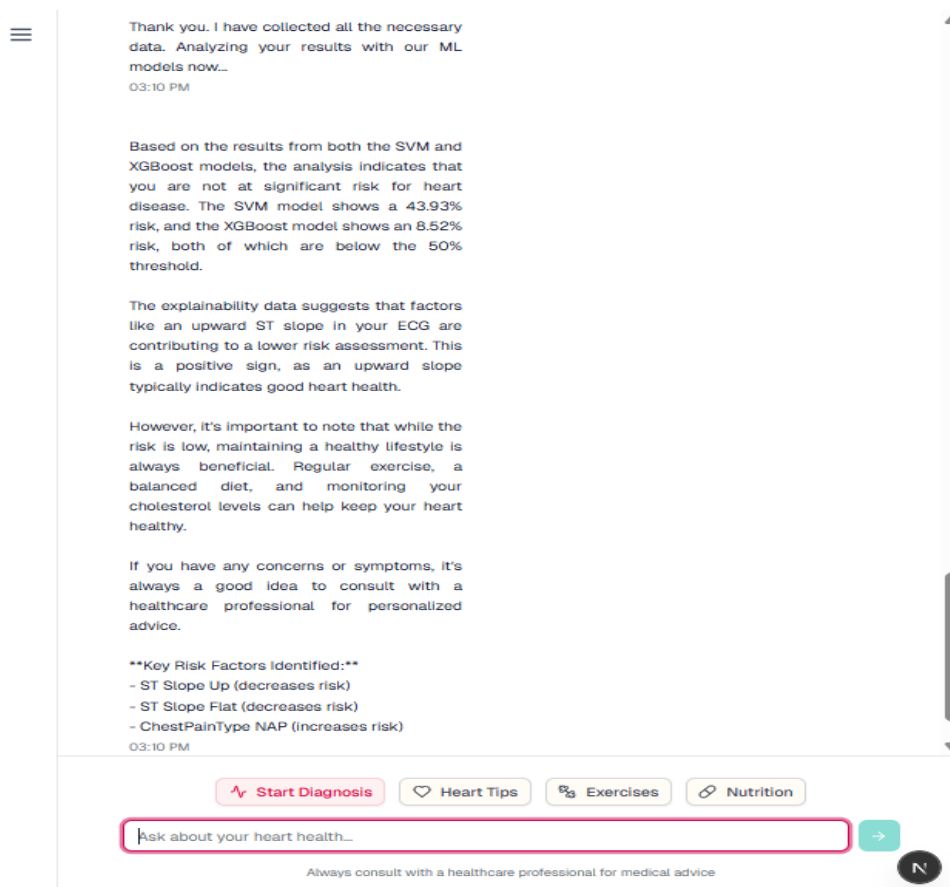 Thank you. I have collected all the necessary
data. Analyzing your results with our ML
models now...
03:10 PM
Based on the results from both the SVM and
XGBoost models, the analysis indicates that
you are not at significant risk for heart
disease. The SVM model shows a 43.93%
risk, and the XGBoost model shows an 8.52%
risk, both of which are below the 50%
threshold.
The explainability data suggests that factors
like an upward ST slope in your ECG are
contributing to a lower risk assessment. This
is a positive sign, as an upward slope
typically indicates good heart health.
However, it's important to note that while the
risk is low, maintaining a healthy lifestyle is
always beneficial. Regular exercise, a
balanced diet, and monitoring your
cholesterol levels can help keep your heart
healthy.
If you have any concerns or symptoms, it's
always a good idea to consult with a
healthcare professional for personalized
advice.
**Key Risk Factors Identified:**
- ST Slope Up (decreases risk)
- ST Slope Flat (decreases risk)
- ChestPainType NAP (increases risk)
03:10 PM
Start Diagnosis Heart Tips Exercises Nutrition
Ask about your heart health...
Always consult with a healthcare professional for medical advice
N